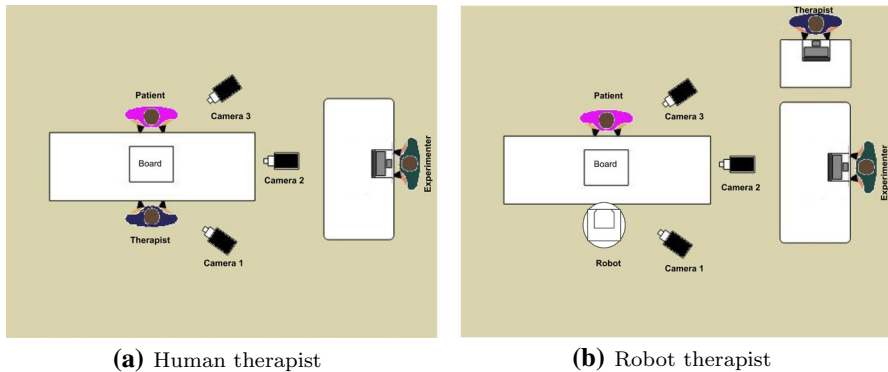 Patient
Camera 3
Board
Camera 2
Experimenter
Therapist
Camera 1
(a) Human therapist
Therapist
Patient
Camera 3
Board
Camera 2
Experimenter
Robot
Camera 1
(b) Robot therapist